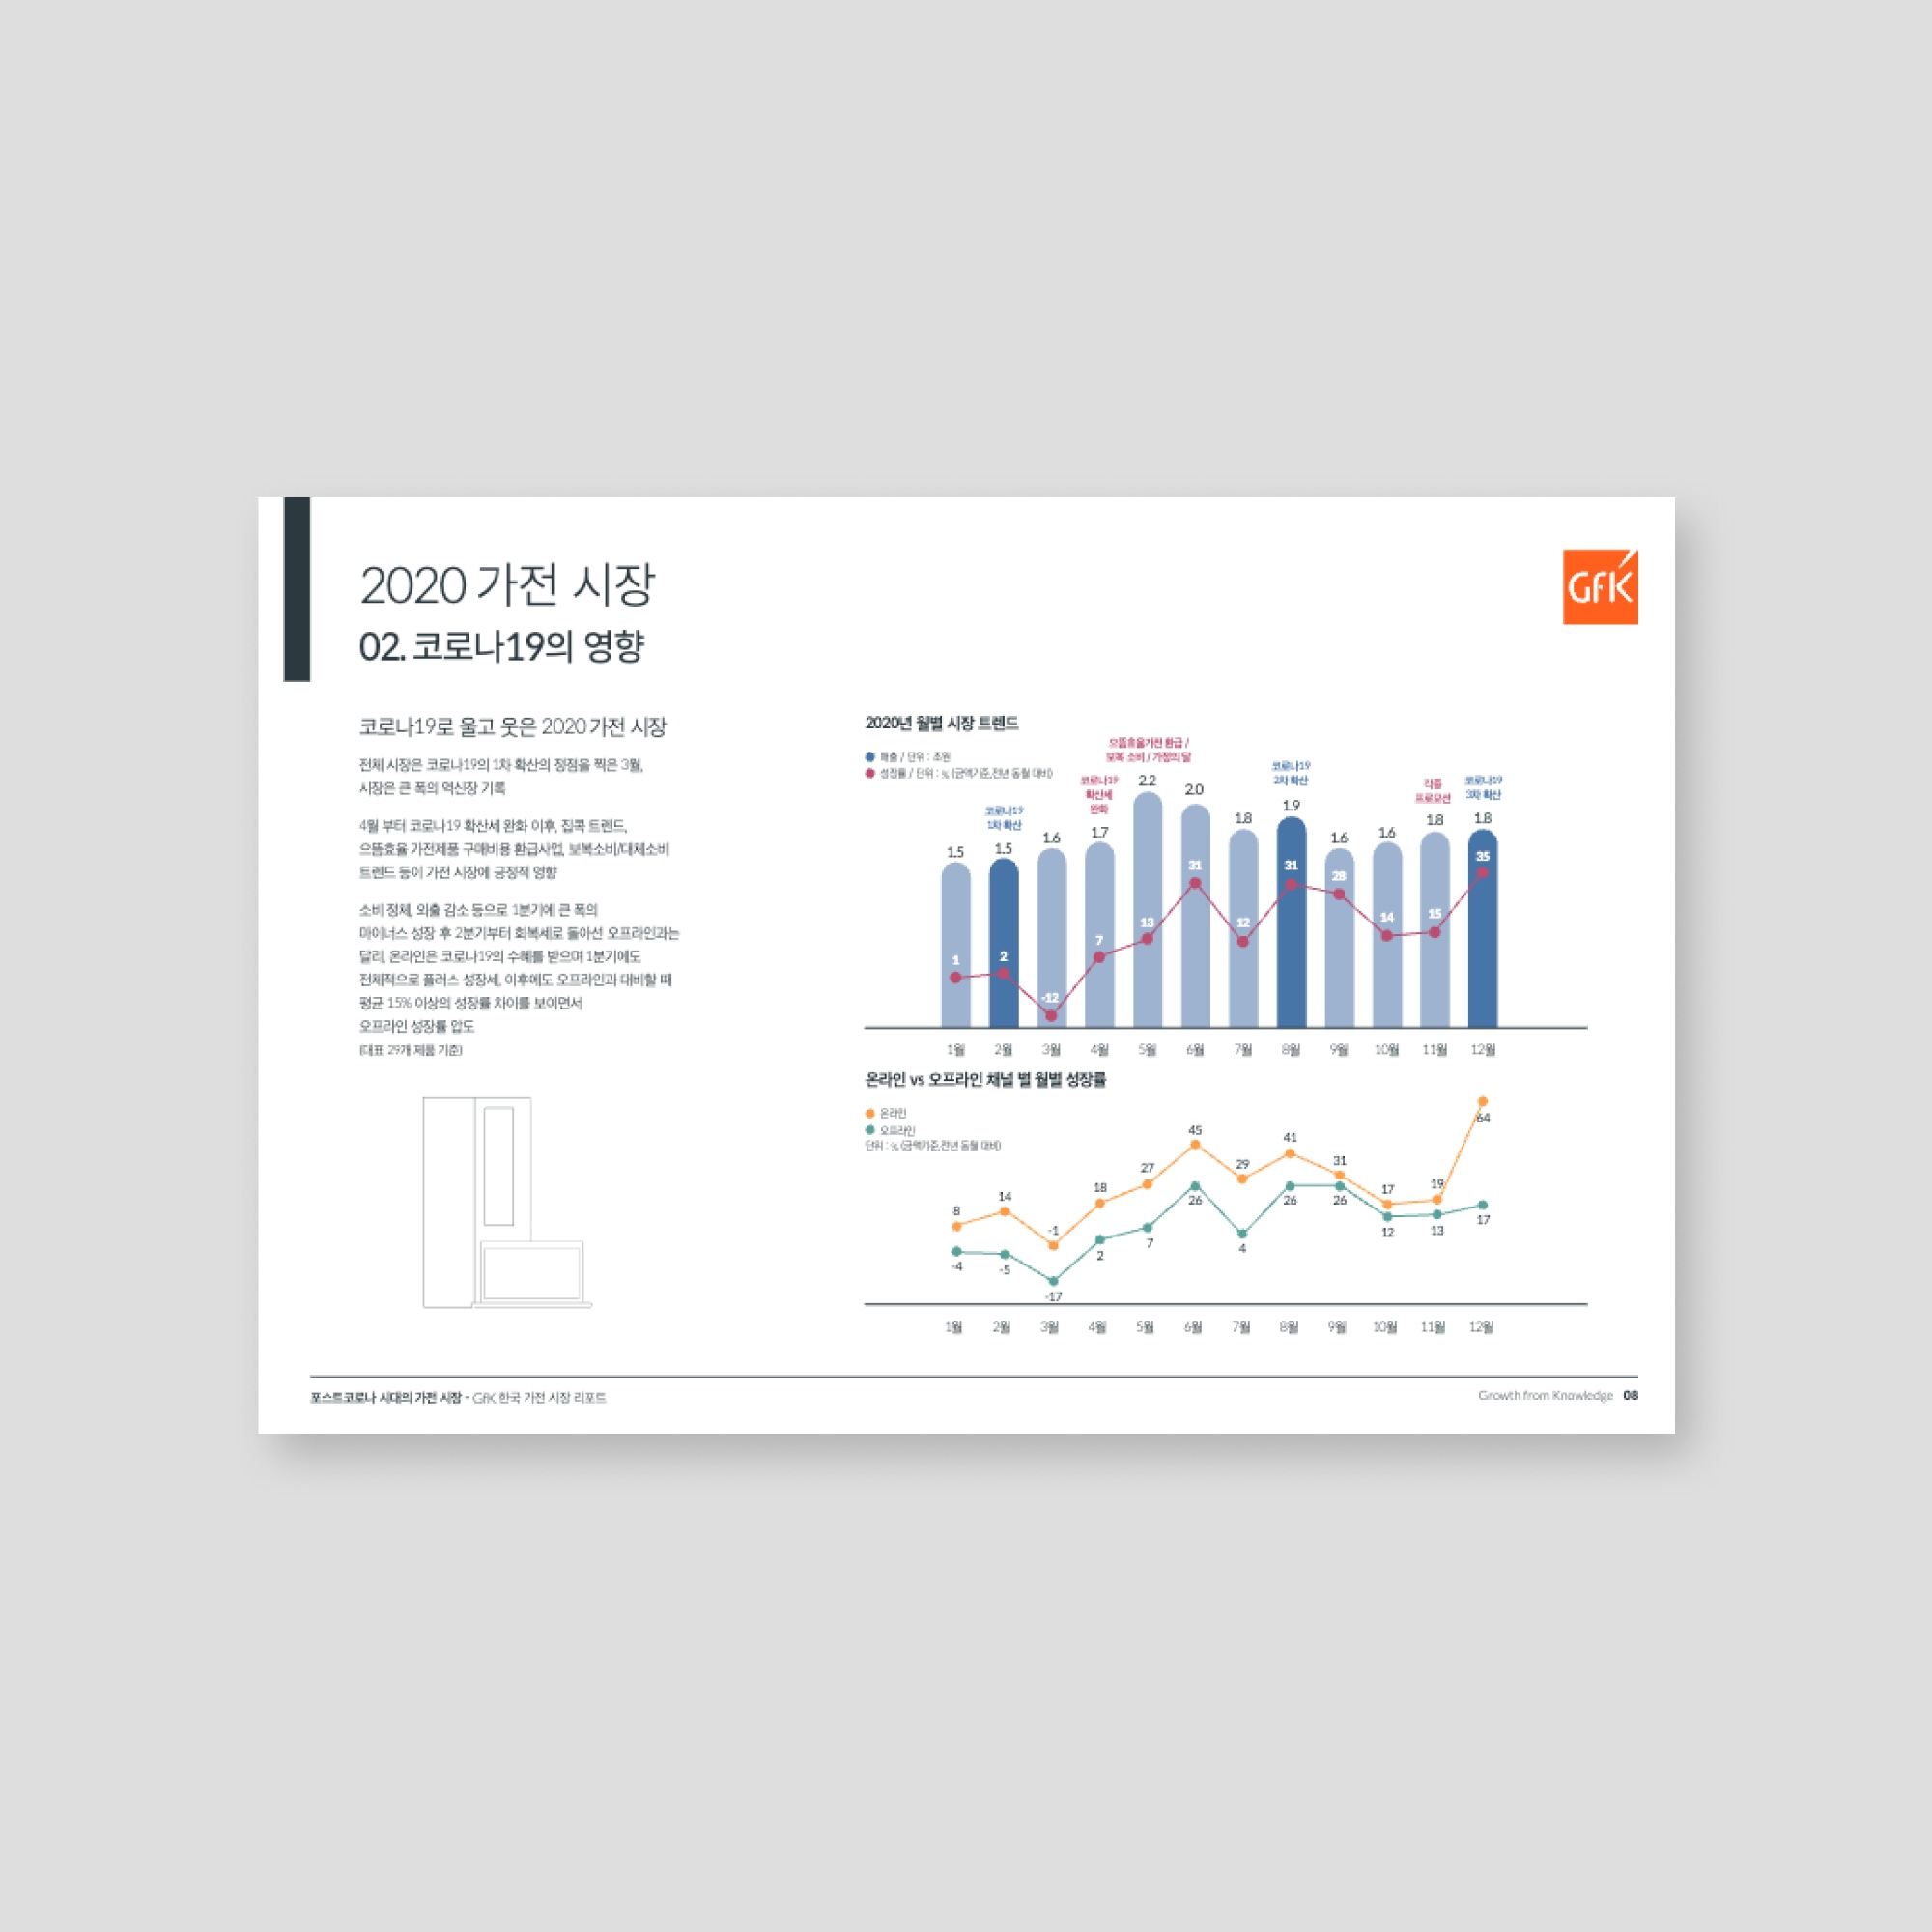 2020 가전 시장
02. 코로나19의 영향
GfK
코로나19로 울고 웃은 2020 가전 시장
전체 시장은 코로나19의 1차 확산의 정점을 찍은 3월,
시장은 큰 폭의 역신장 기록
4월 부터 코로나19 확산세 완화 이후, 집콕 트렌드,
으뜸효율 가전제품 구매비용 환급사업, 보복소비/대체소비
트렌드 등이 가전 시장에 긍정적 영향
소비 정체, 외출 감소 등으로 1분기에 큰 폭의
마이너스 성장 후 2분기부터 회복세로 돌아선 오프라인과는
달리, 온라인은 코로나19의 수혜를 받으며 1분기에도
전체적으로 플러스 성장세, 이후에도 오프라인과 대비할 때
평균 15% 이상의 성장률 차이를 보이면서
오프라인 성장률 압도
(대표 29개 제품 기준)
2020년 월별 시장 트렌드
매출 / 단위 : 조원
성장률 / 단위 : % (금액기준,전년 동월 대비)
코로나19
1차 확산
코로나19
확산세
완화
으뜸효율가전 환급 /
보복 소비 / 가정의 달
코로나19
2차 확산
각종
프로모션
코로나19
3차 확산
1.5 1.5 1.6 1.7 2.2 2.0 1.8 1.9 1.6 1.6 1.8 1.8
1 2 -12 7 13 31 12 31 28 14 15 35
1월 2월 3월 4월 5월 6월 7월 8월 9월 10월 11월 12월
온라인 vs 오프라인 채널 별 월별 성장률
온라인
오프라인
단위 : % (금액기준,전년 동월 대비)
8 14 -1 18 27 45 29 41 31 17 19 64
-4 -5 -17 2 7 26 4 26 26 12 13 17
1월 2월 3월 4월 5월 6월 7월 8월 9월 10월 11월 12월
포스트코로나 시대의 가전 시장 - GfK 한국 가전 시장 리포트
Growth from Knowledge 08